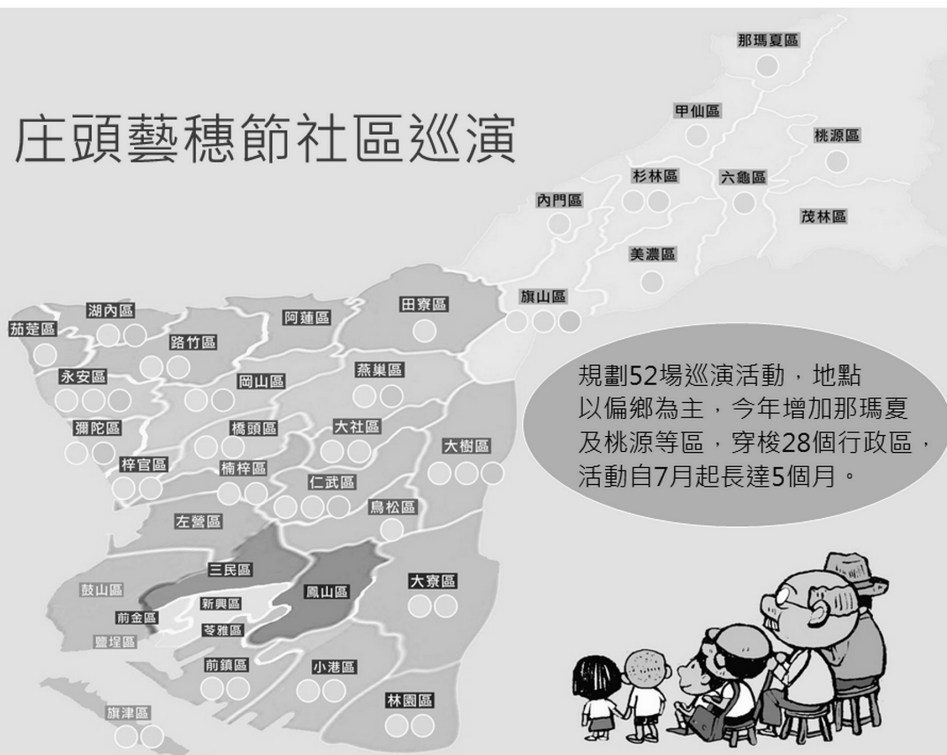 庄頭藝穗節社區巡演
那瑪夏區
甲仙區
桃源區
杉林區
六龜區
內門區
茂林區
美濃區
旗山區
田寮區
湖內區
阿蓮區
茄萣區
路竹區
永安區
岡山區
燕巢區
彌陀區
橋頭區
大社區
大樹區
梓官區
楠梓區
仁武區
鳥松區
左營區
三民區
鳳山區
大寮區
鼓山區
新興區
前金區
苓雅區
鹽埕區
前鎮區
小港區
林園區
旗津區
規劃52場巡演活動，地點
以偏鄉為主，今年增加那瑪夏
及桃源等區，穿梭28個行政區，
活動自7月起長達5個月。